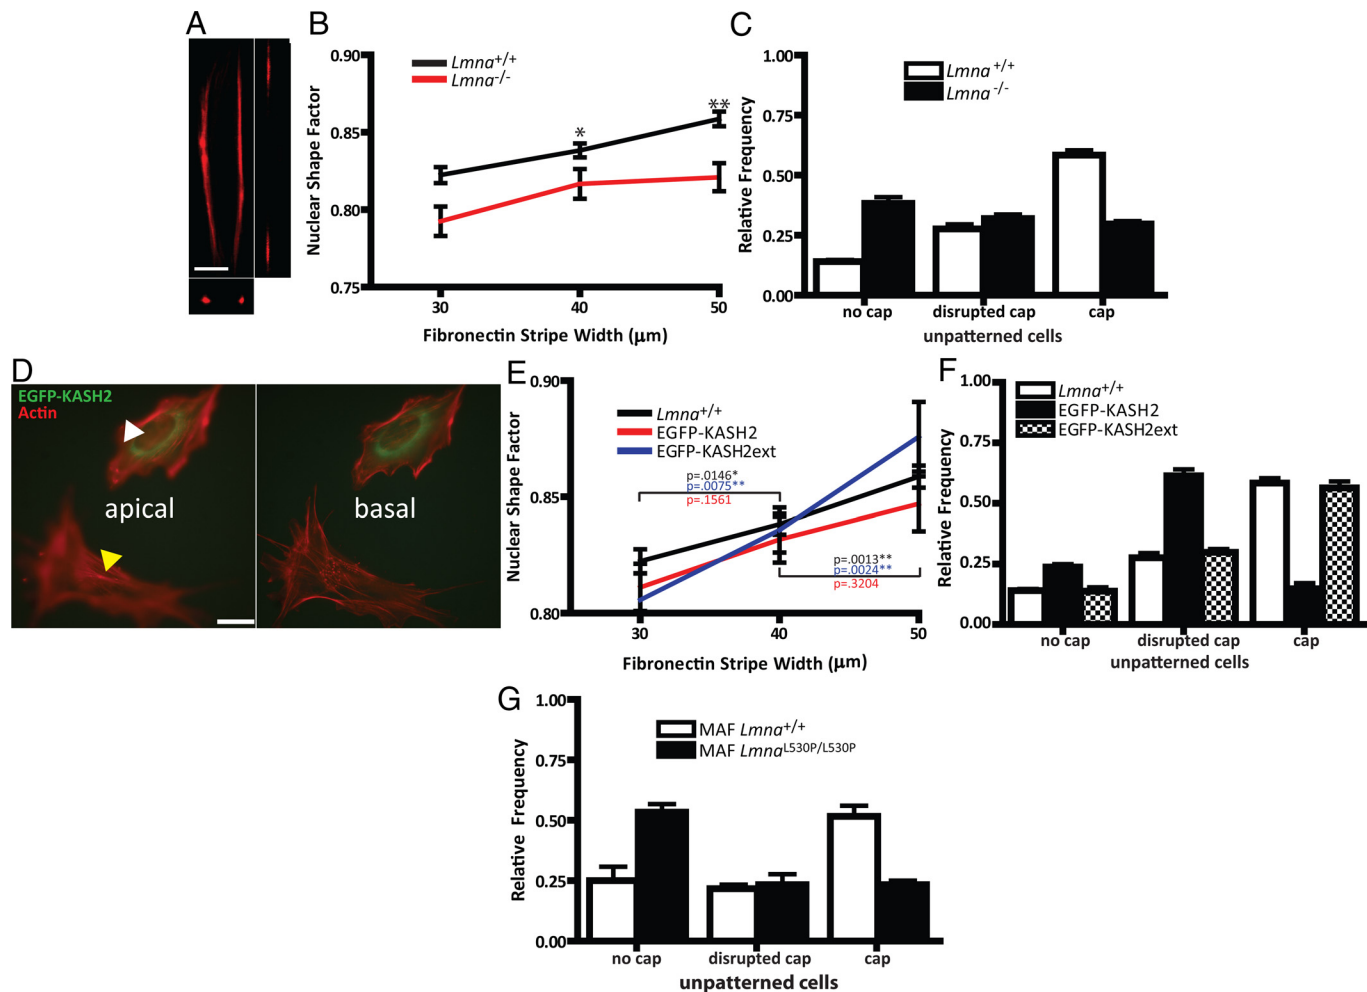 A
B
0.90
0.85
0.80
0.75
Nuclear Shape Factor
Lmna+/+
Lmna-/-
*
**
30
40
50
Fibronectin Stripe Width (μm)
C
1.00
0.75
0.50
0.25
0.00
Relative Frequency
Lmna +/+
Lmna -/-
no cap
disrupted cap
cap
unpatterned cells
D
EGFP-KASH2
Actin
apical
basal
E
0.90
0.85
0.80
Nuclear Shape Factor
Lmna+/+
EGFP-KASH2
EGFP-KASH2ext
p=.0146*
p=.0075**
p=.1561
p=.0013**
p=.0024**
p=.3204
30
40
50
Fibronectin Stripe Width (μm)
F
1.00
0.75
0.50
0.25
0.00
Relative Frequency
Lmna+/+
EGFP-KASH2
EGFP-KASH2ext
no cap
disrupted cap
cap
unpatterned cells
G
1.00
0.75
0.50
0.25
0.00
Relative Frequency
MAF Lmna+/+
MAF LmnaL530P/L530P
no cap
disrupted cap
cap
unpatterned cells